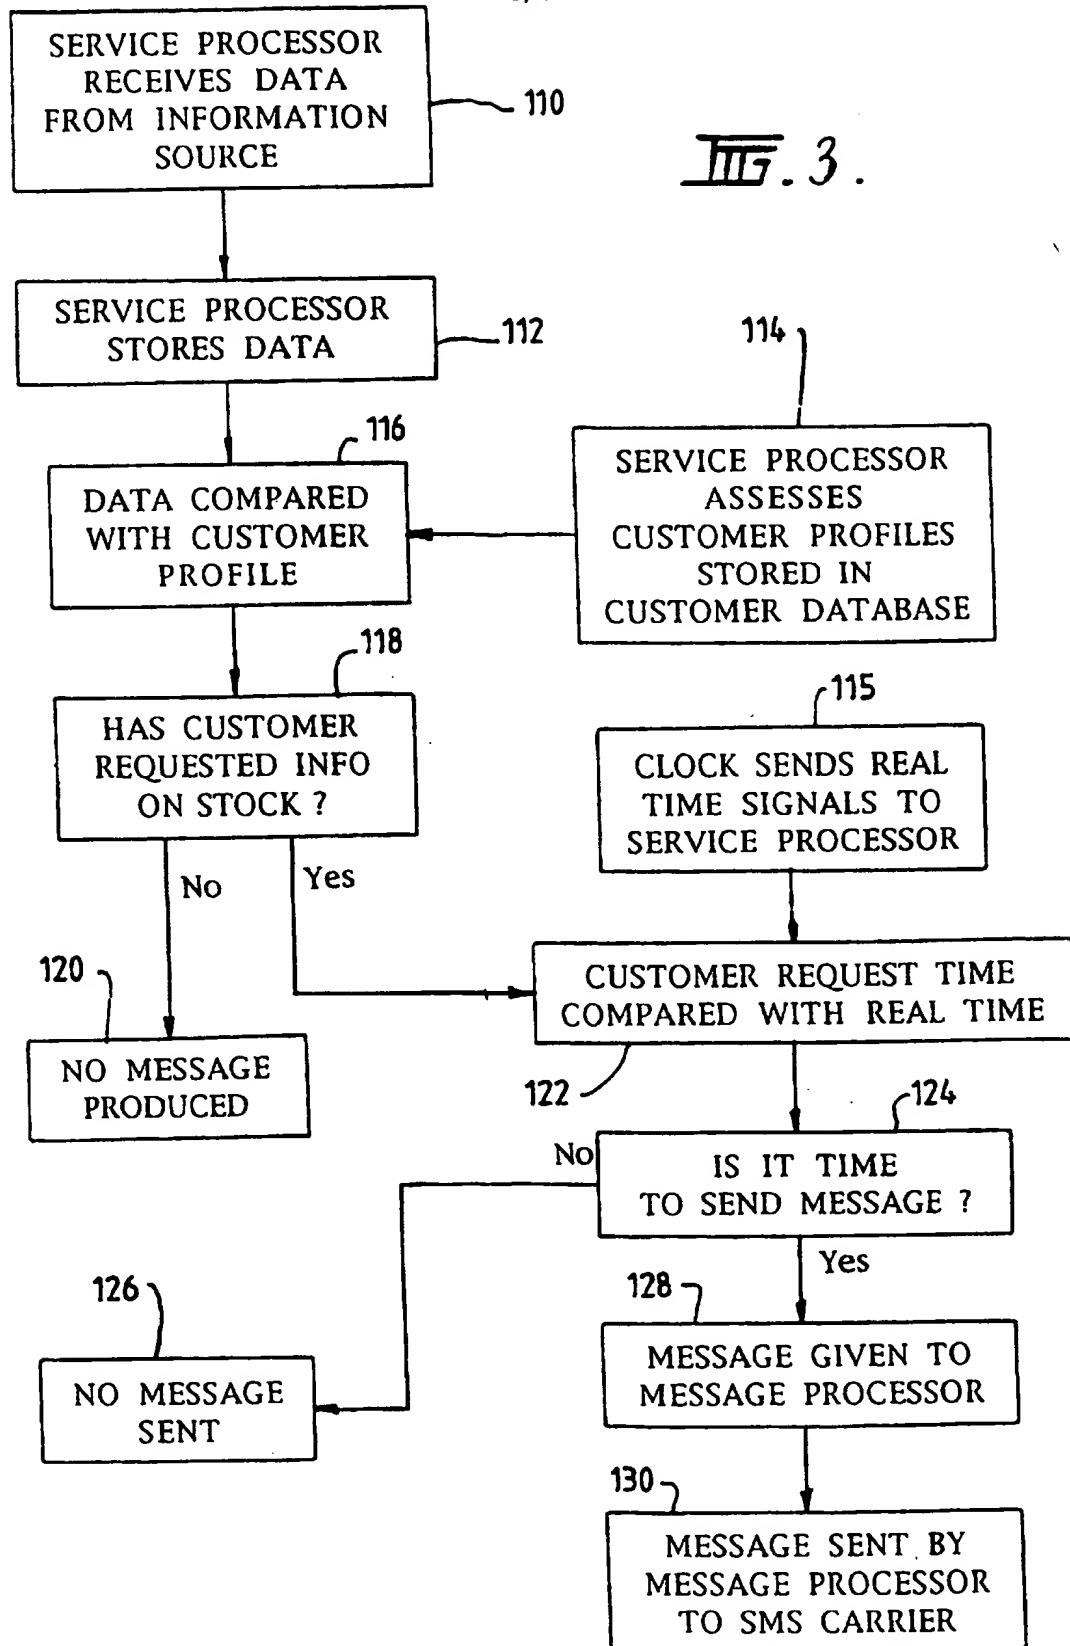 SERVICE PROCESSOR
RECEIVES DATA
FROM INFORMATION
SOURCE
110
FIG. 3.
SERVICE PROCESSOR
STORES DATA
112
114
116
DATA COMPARED
WITH CUSTOMER
PROFILE
SERVICE PROCESSOR
ASSESSES
CUSTOMER PROFILES
STORED IN
CUSTOMER DATABASE
118
HAS CUSTOMER
REQUESTED INFO
ON STOCK ?
115
CLOCK SENDS REAL
TIME SIGNALS TO
SERVICE PROCESSOR
No
Yes
120
NO MESSAGE
PRODUCED
CUSTOMER REQUEST TIME
COMPARED WITH REAL TIME
122
124
No
IS IT TIME
TO SEND MESSAGE ?
Yes
126
NO MESSAGE
SENT
128
MESSAGE GIVEN TO
MESSAGE PROCESSOR
130
MESSAGE SENT BY
MESSAGE PROCESSOR
TO SMS CARRIER